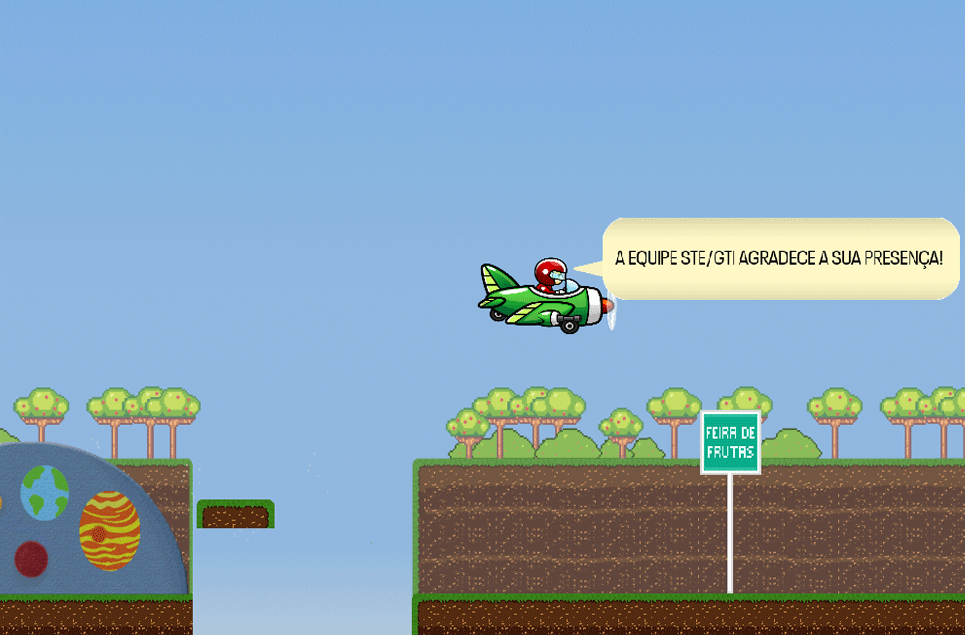 A EQUIPE STE/GTI AGRADECE A SUA PRESENÇA!
FEIRA DE
FRUTAS